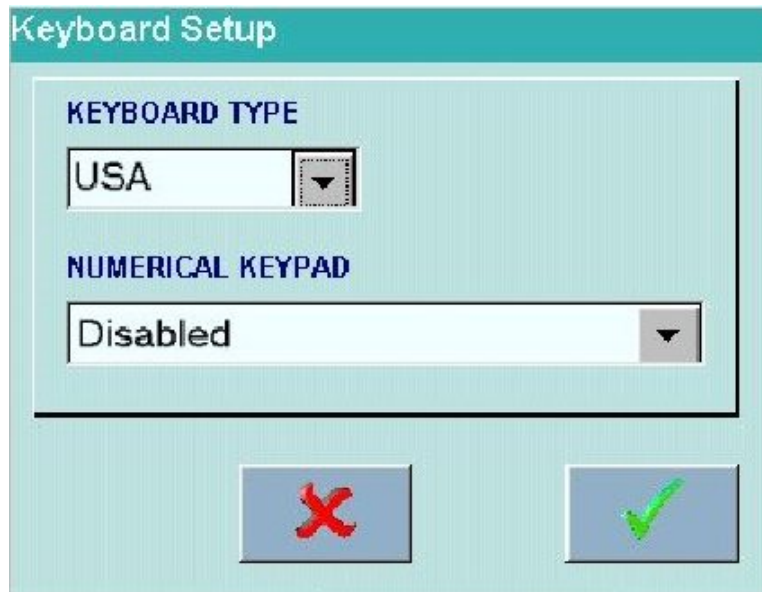 Keyboard Setup
KEYBOARD TYPE
USA
NUMERICAL KEYPAD
Disabled